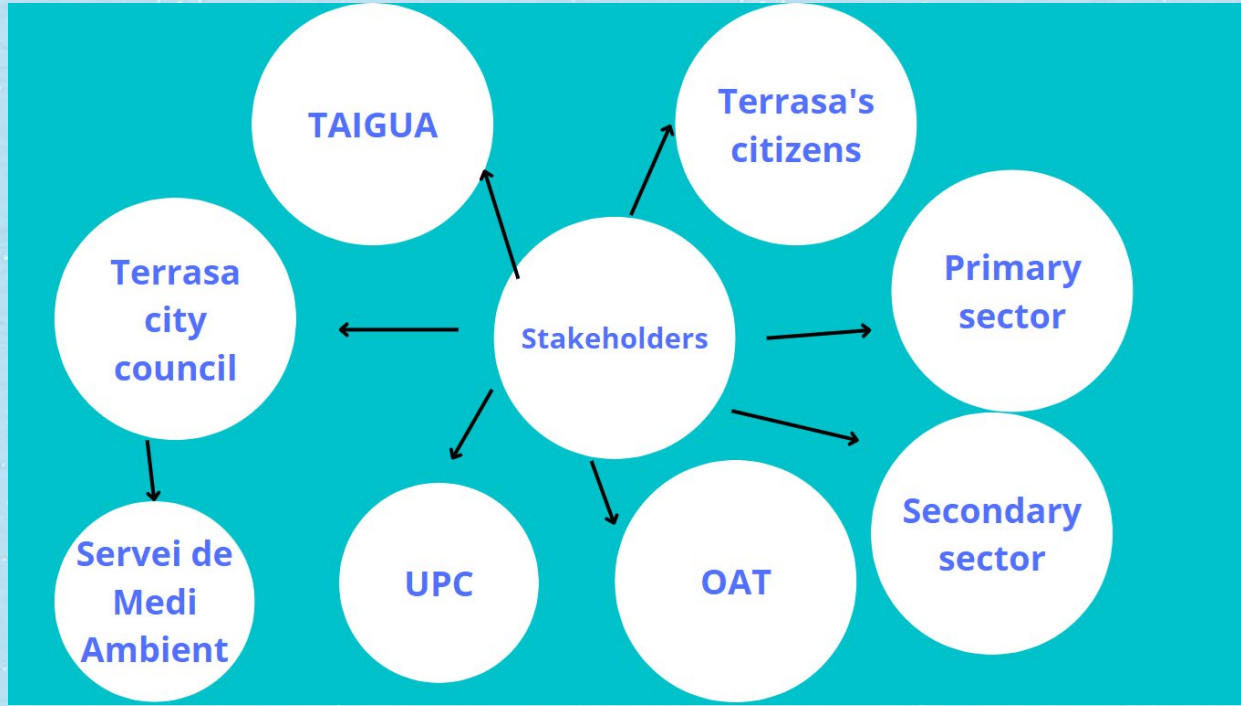 TAIGUA
Terrasa's
citizens
Terrasa
city
council
Stakeholders
Primary
sector
Servei de
Medi
Ambient
UPC
OAT
Secondary
sector